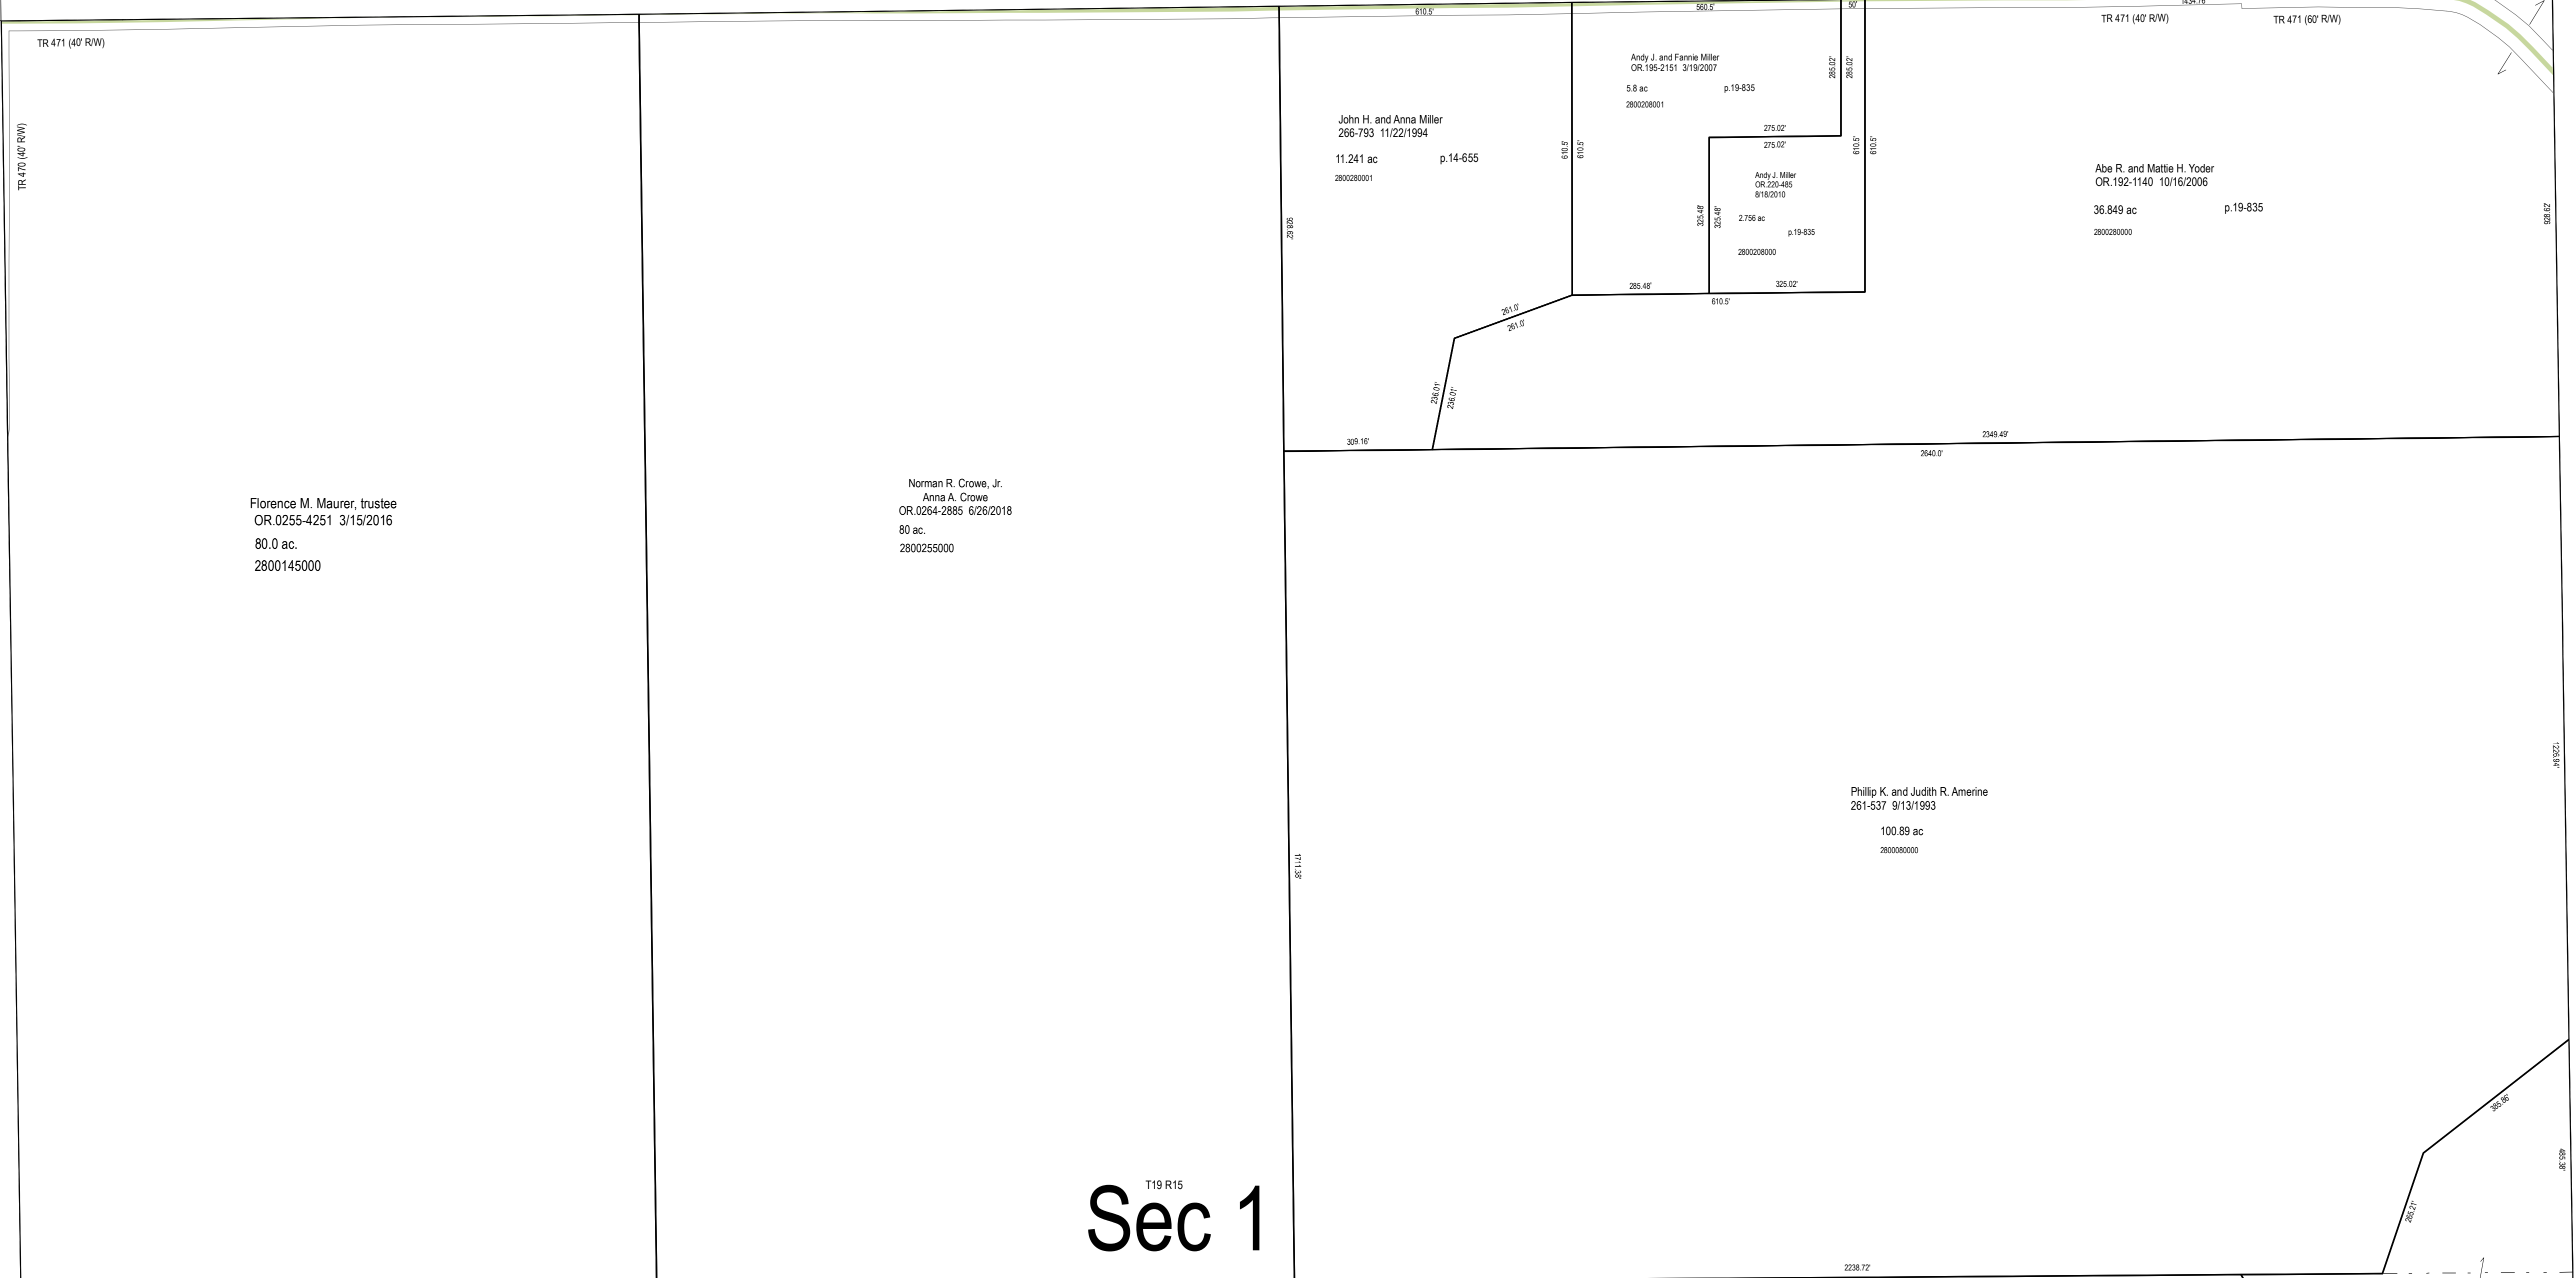 610.5'
560.5'
50'
TR 471 (40' R/W)
TR 471 (60' R/W)
TR 471 (40' R/W)
TR 470 (40' R/W)
John H. and Anna Miller
266-793 11/22/1994
11.241 ac p.14-655
2800280001
928.62'
610.5'
610.5'
Andy J. and Fannie Miller
OR.195-2151 3/19/2007
5.8 ac p.19-835
2800208001
285.02'
285.02'
275.02'
275.02'
610.5'
610.5'
Andy J. Miller
OR.220-485
8/18/2010
2.756 ac
p.19-835
2800208000
325.48'
325.48'
285.48'
325.02'
610.5'
Abe R. and Mattie H. Yoder
OR.192-1140 10/16/2006
36.849 ac p.19-835
2800280000
261.0'
261.0'
236.01'
236.01'
309.16'
2349.49'
2640.0'
Florence M. Maurer, trustee
OR.0255-4251 3/15/2016
80.0 ac.
2800145000
Norman R. Crowe, Jr.
Anna A. Crowe
OR.0264-2885 6/26/2018
80 ac.
2800255000
Phillip K. and Judith R. Amerine
261-537 9/13/1993
100.89 ac
2800080000
1226.94'
1711.38'
385.86'
485.38'
265.21'
T19 R15
Sec 1
2238.72'